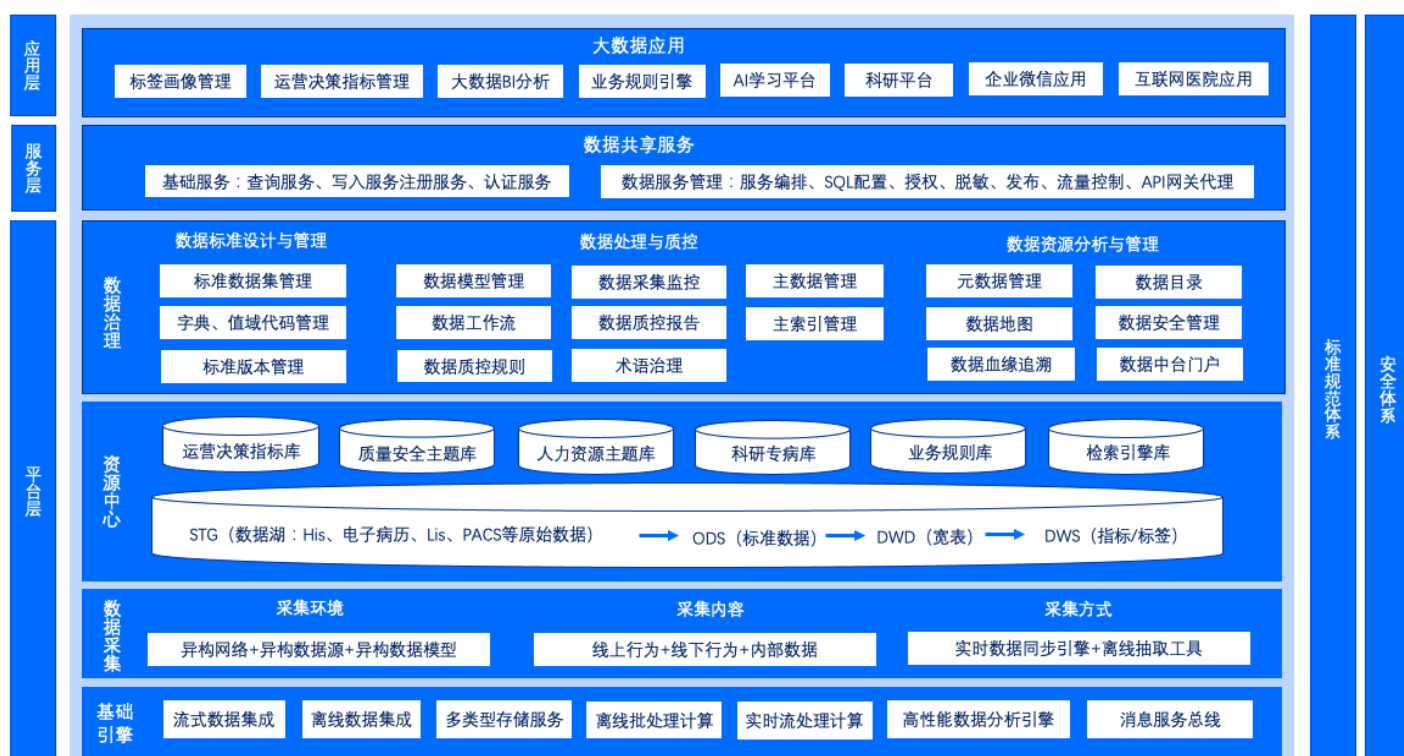 应用层
大数据应用
标签画像管理
运营决策指标管理
大数据BI分析
业务规则引擎
AI学习平台
科研平台
企业微信应用
互联网医院应用
服务层
数据共享服务
基础服务：查询服务、写入服务注册服务、认证服务
数据服务管理：服务编排、SQL配置、授权、脱敏、发布、流量控制、API网关代理
平台层
数据治理
数据标准设计与管理
标准数据集管理
字典、值域代码管理
标准版本管理
数据处理与质控
数据模型管理
数据采集监控
主数据管理
数据工作流
数据质控报告
主索引管理
数据质控规则
术语治理
数据资源分析与管理
元数据管理
数据目录
数据地图
数据安全管理
数据血缘追溯
数据中台门户
资源中心
运营决策指标库
质量安全主题库
人力资源主题库
科研专病库
业务规则库
检索引擎库
STG（数据湖：His、电子病历、Lis、PACS等原始数据）
ODS（标准数据）
DWD（宽表）
DWS（指标/标签）
数据采集
采集环境
异构网络+异构数据源+异构数据模型
采集内容
线上行为+线下行为+内部数据
采集方式
实时数据同步引擎+离线抽取工具
基础
引擎
流式数据集成
离线数据集成
多类型存储服务
离线批处理计算
实时流处理计算
高性能数据分析引擎
消息服务总线
标准规范体系
安全体系